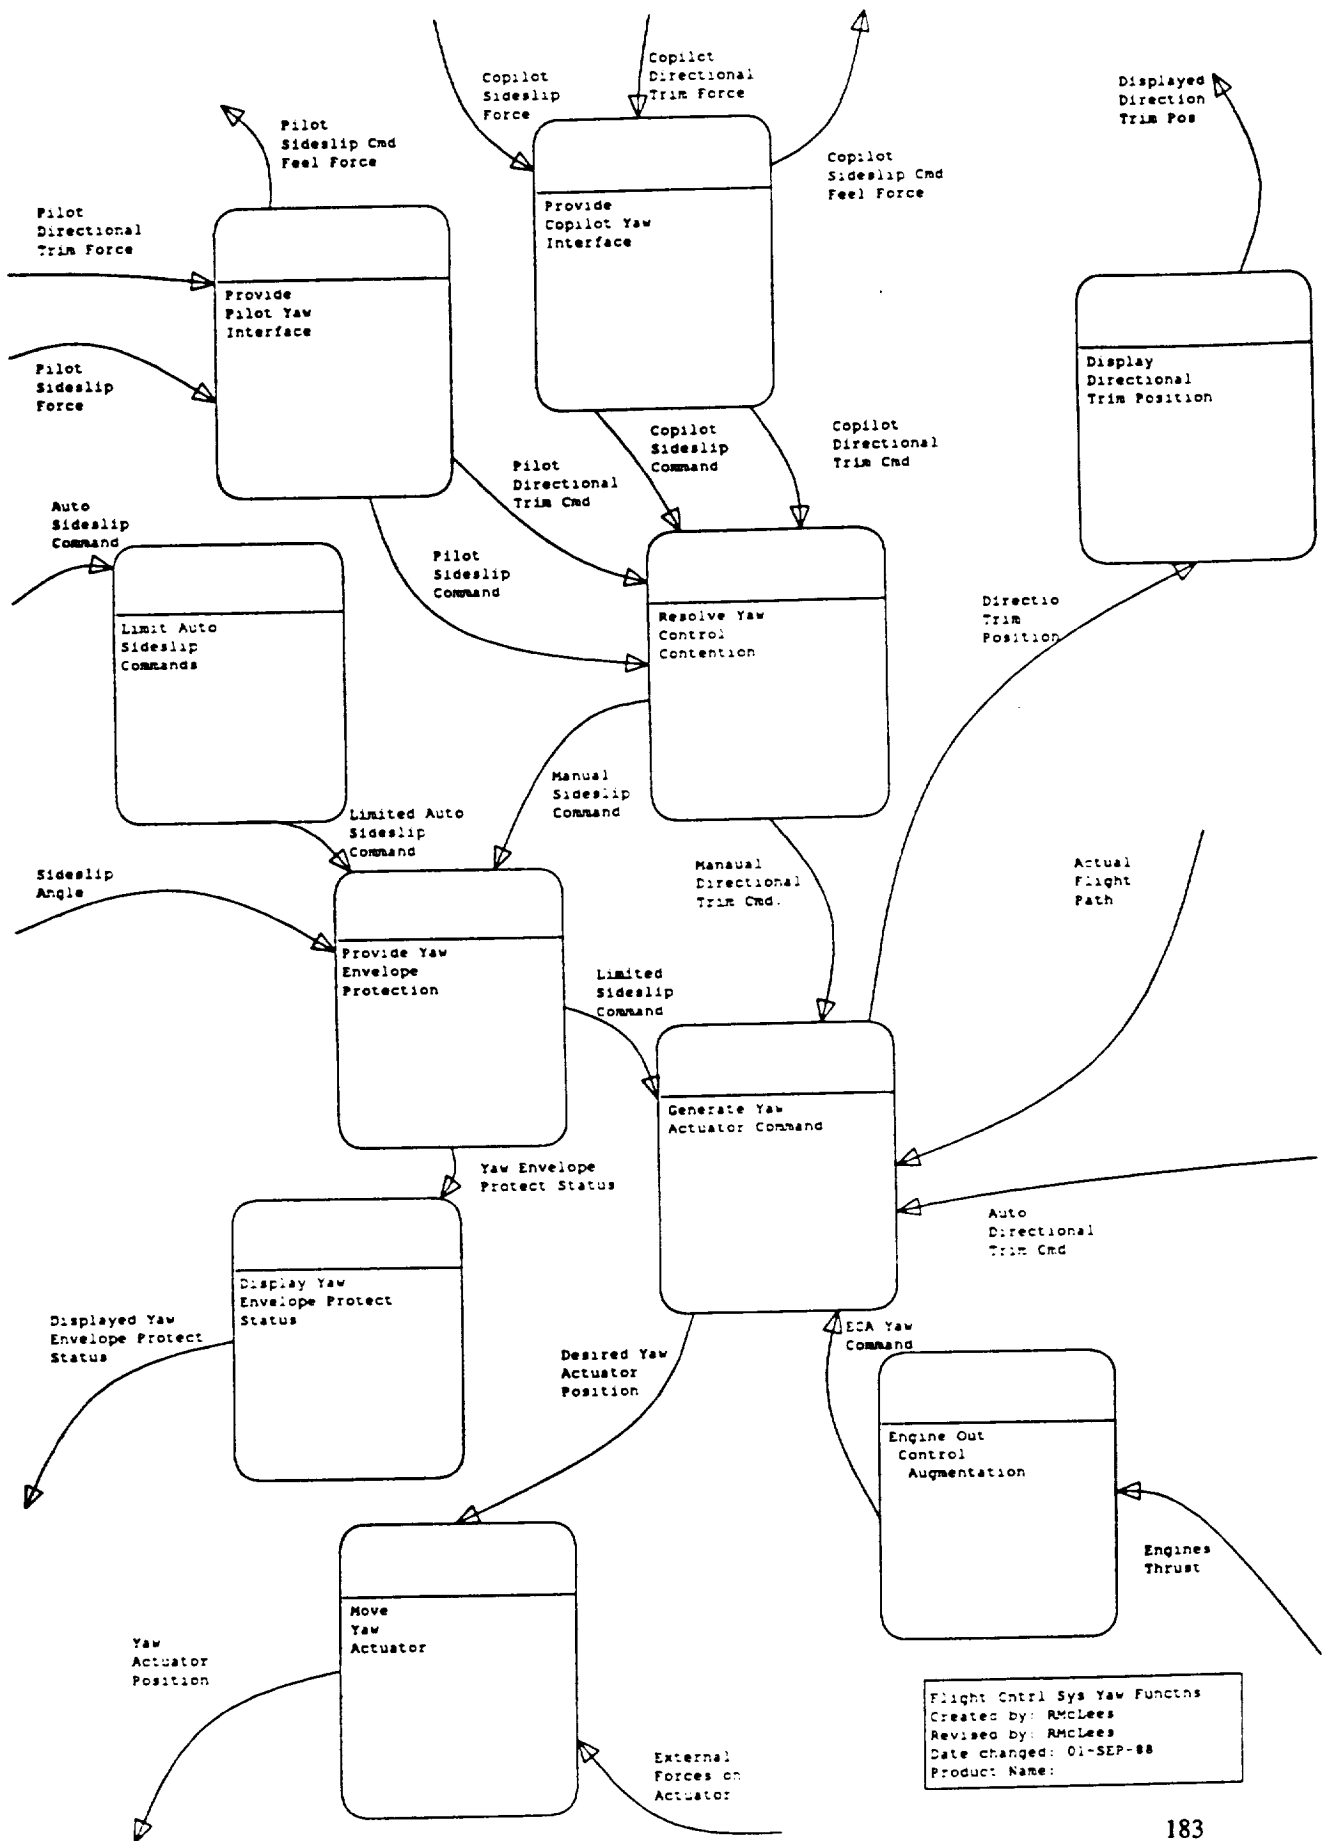 Copilot
Sideslip
Force
Copilot
Directional
Trim Force
Displayed
Direction
Trim Pos
Pilot
Sideslip Cmd
Feel Force
Copilot
Sideslip Cmd
Feel Force
Pilot
Directional
Trim Force
Provide
Copilot Yaw
Interface
Provide
Pilot Yaw
Interface
Pilot
Sideslip
Force
Display
Directional
Trim Position
Copilot
Sideslip
Command
Copilot
Directional
Trim Cmd
Pilot
Directional
Trim Cmd
Auto
Sideslip
Command
Pilot
Sideslip
Command
Limit Auto
Sideslip
Commands
Resolve Yaw
Control
Contention
Directio
Trim
Position
Manual
Sideslip
Command
Limited Auto
Sideslip
Command
Sideslip
Angle
Manaual
Directional
Trim Cmd.
Actual
Flight
Path
Provide Yaw
Envelope
Protection
Limited
Sideslip
Command
Generate Yaw
Actuator Command
Yaw Envelope
Protect Status
Auto
Directional
Trim Cmd
Display Yaw
Envelope Protect
Status
Displayed Yaw
Envelope Protect
Status
Desired Yaw
Actuator
Position
ECA Yaw
Command
Engine Out
Control
Augmentation
Engines
Thrust
Move
Yaw
Actuator
Yaw
Actuator
Position
External
Forces on
Actuator
Flight Cntrl Sys Yaw Functns
Created by: RMcLees
Revised by: RMcLees
Date changed: 01-SEP-88
Product Name:
183